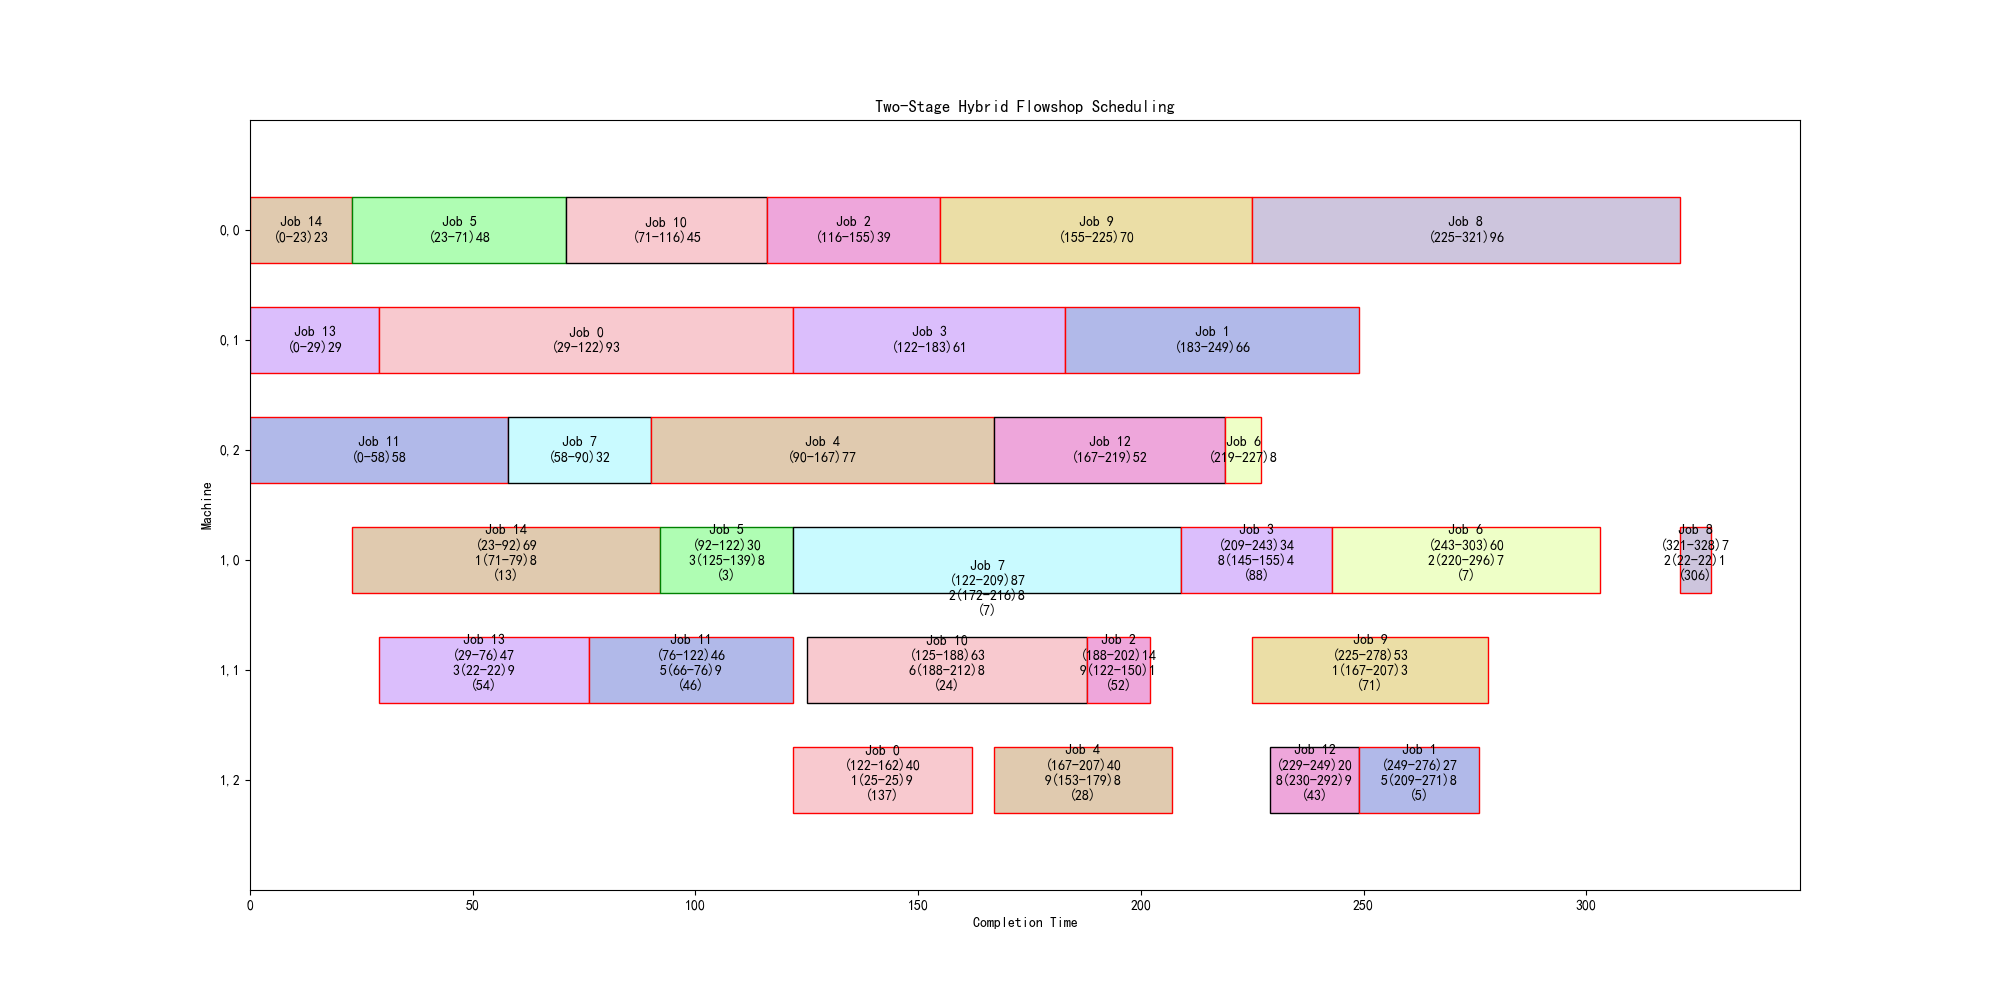 Two-Stage Hybrid Flowshop Scheduling
0,0
Job 14
(0-23)23
Job 5
(23-71)48
Job 10
(71-116)45
Job 2
(116-155)39
Job 9
(155-225)70
Job 8
(225-321)96
0,1
Job 13
(0-29)29
Job 0
(29-122)93
Job 3
(122-183)61
Job 1
(183-249)66
0,2
Job 11
(0-58)58
Job 7
(58-90)32
Job 4
(90-167)77
Job 12
(167-219)52
Job 6
(219-227)8
1,0
Job 14
(23-92)69
1(71-79)8
(13)
Job 5
(92-122)30
3(125-139)8
(3)
Job 7
(122-209)87
2(172-216)8
(7)
Job 3
(209-243)34
8(145-155)4
(88)
Job 6
(243-303)60
2(220-296)7
(7)
Job 8
(321-328)7
2(22-22)1
(306)
1,1
Job 13
(29-76)47
3(22-22)9
(54)
Job 11
(76-122)46
5(66-76)9
(46)
Job 10
(125-188)63
6(188-212)8
(24)
Job 2
(188-202)14
9(122-150)1
(52)
Job 9
(225-278)53
1(167-207)3
(71)
1,2
Job 0
(122-162)40
1(25-25)9
(137)
Job 4
(167-207)40
9(153-179)8
(28)
Job 12
(229-249)20
8(230-292)9
(43)
Job 1
(249-276)27
5(209-271)8
(5)
Machine
0
50
100
150
200
250
300
Completion Time